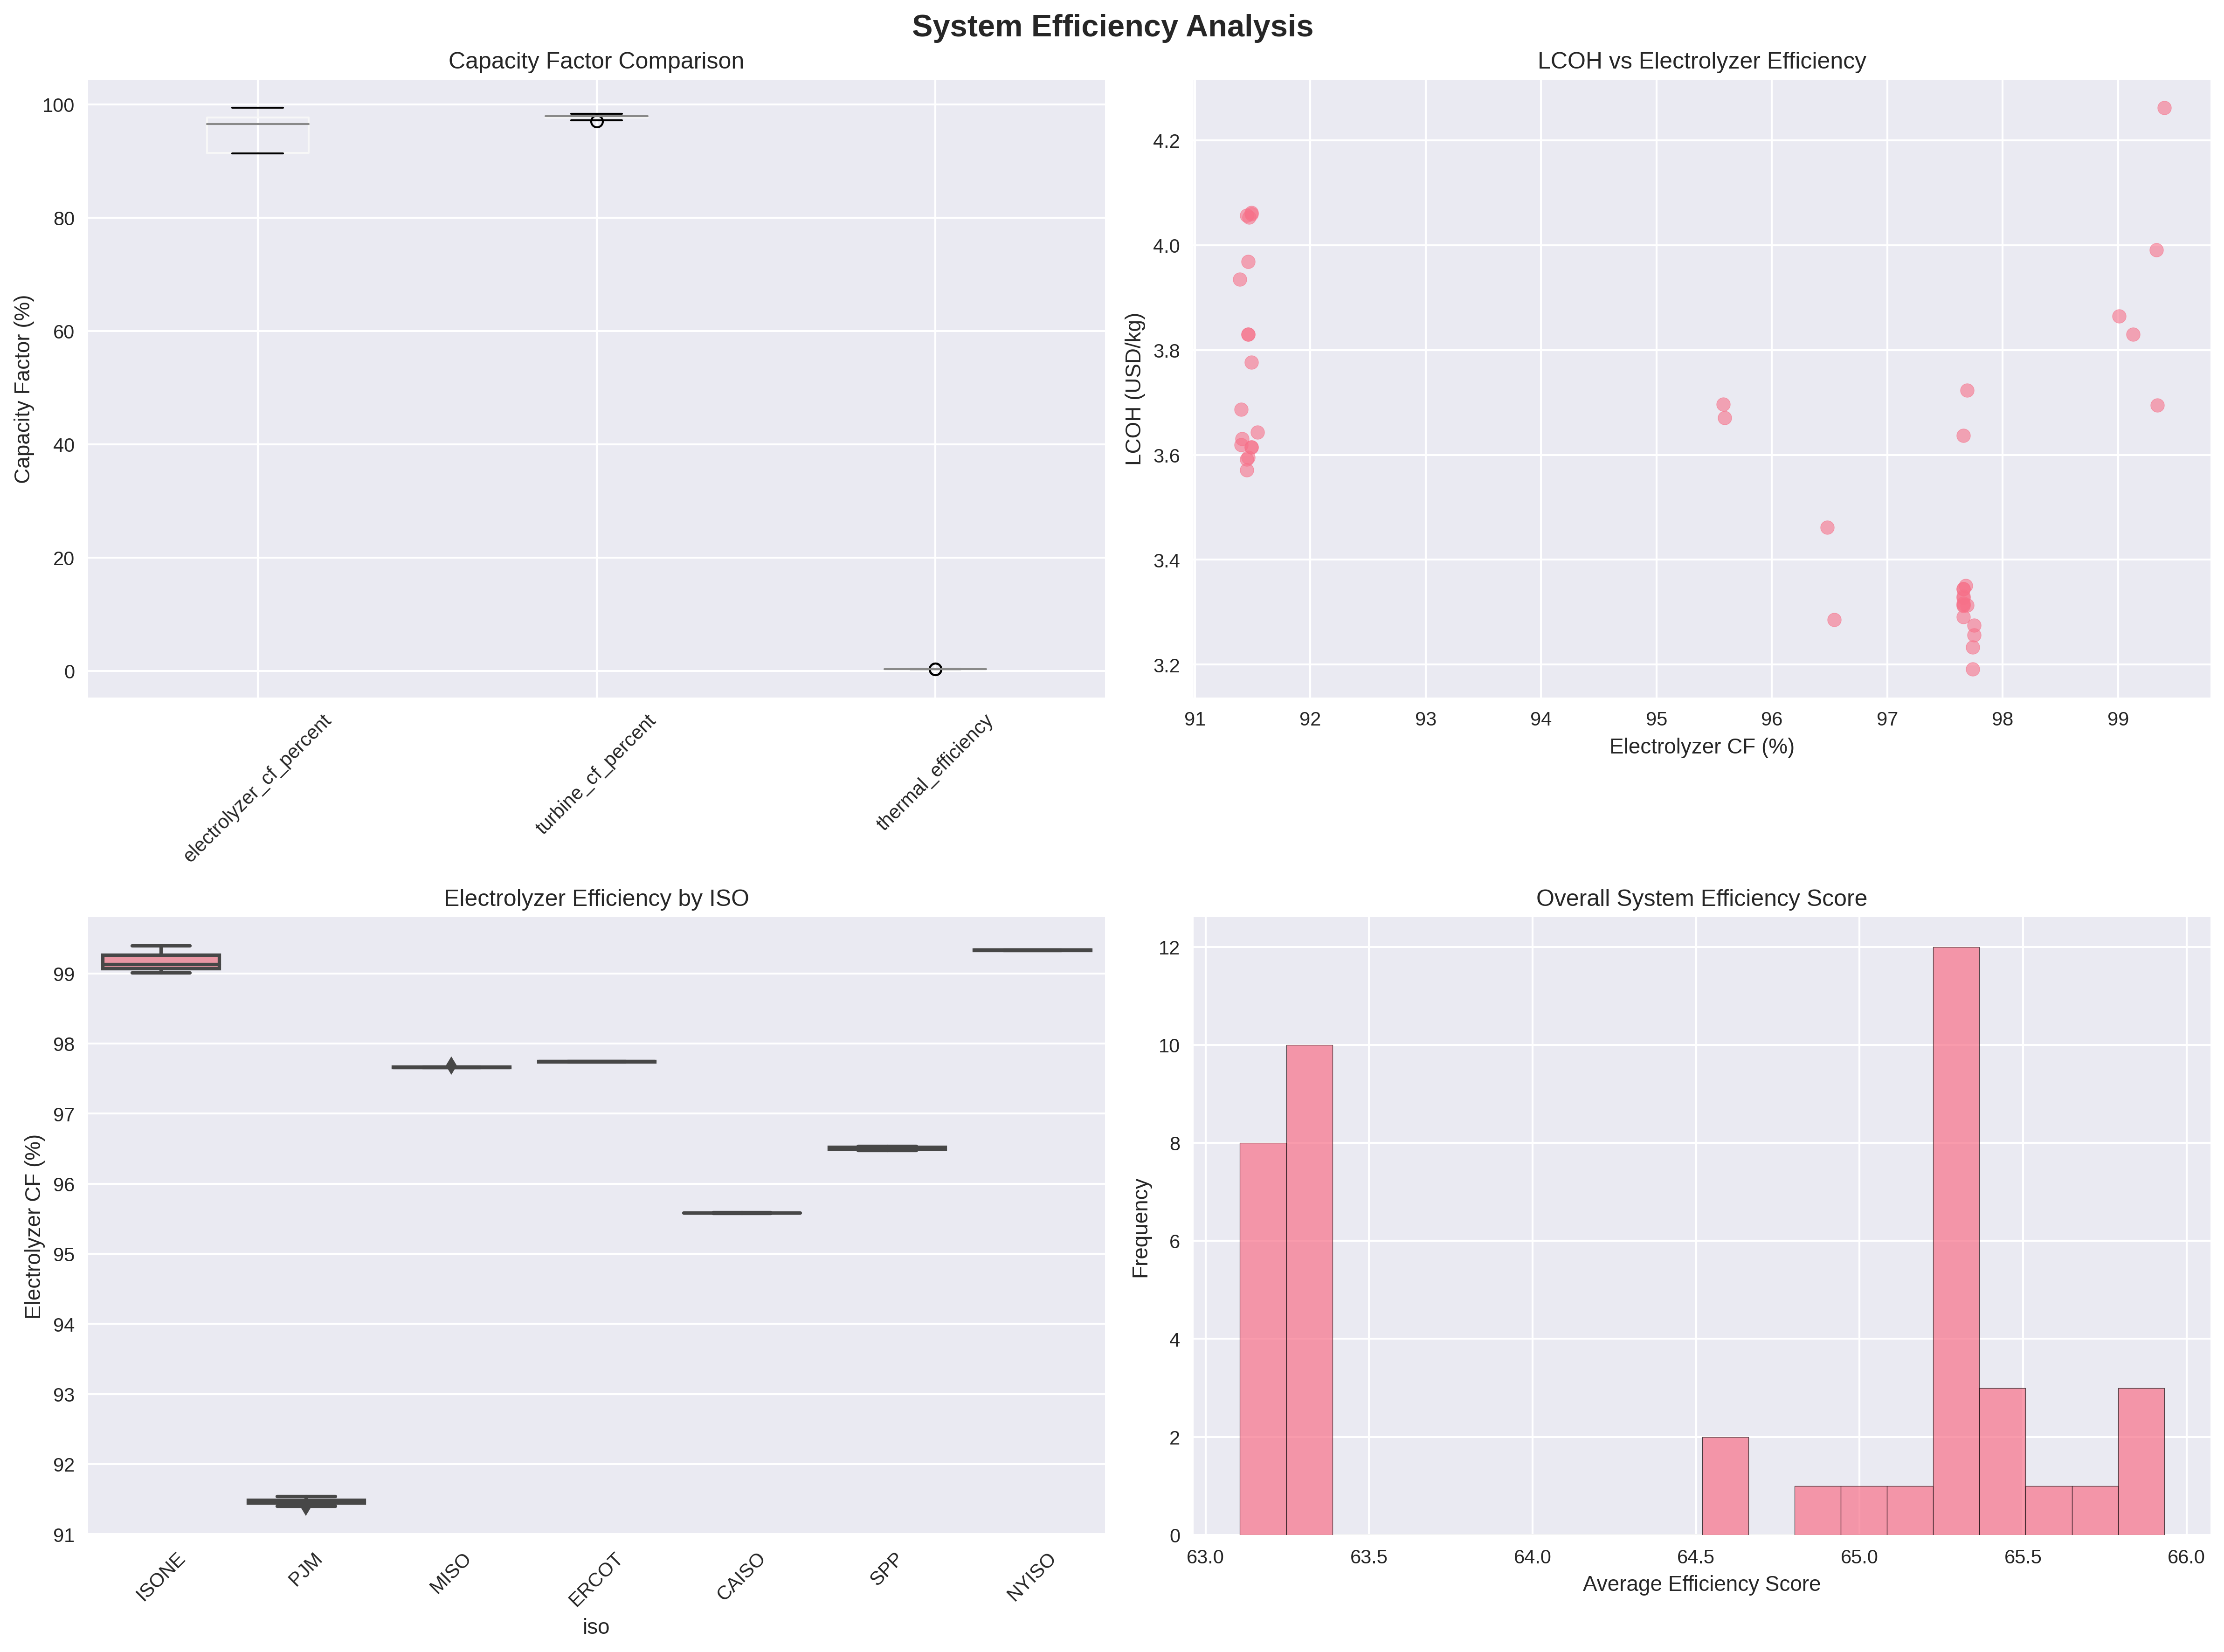 System Efficiency Analysis
Capacity Factor Comparison
Capacity Factor (%)
100
80
60
40
20
0
electrolyzer_cf_percent
turbine_cf_percent
thermal_efficiency
LCOH vs Electrolyzer Efficiency
LCOH (USD/kg)
4.2
4.0
3.8
3.6
3.4
3.2
91 92 93 94 95 96 97 98 99
Electrolyzer CF (%)
Electrolyzer Efficiency by ISO
Electrolyzer CF (%)
99
98
97
96
95
94
93
92
91
ISONE PJM MISO ERCOT CAISO SPP NYISO
iso
Overall System Efficiency Score
Frequency
12
10
8
6
4
2
0
63.0 63.5 64.0 64.5 65.0 65.5 66.0
Average Efficiency Score